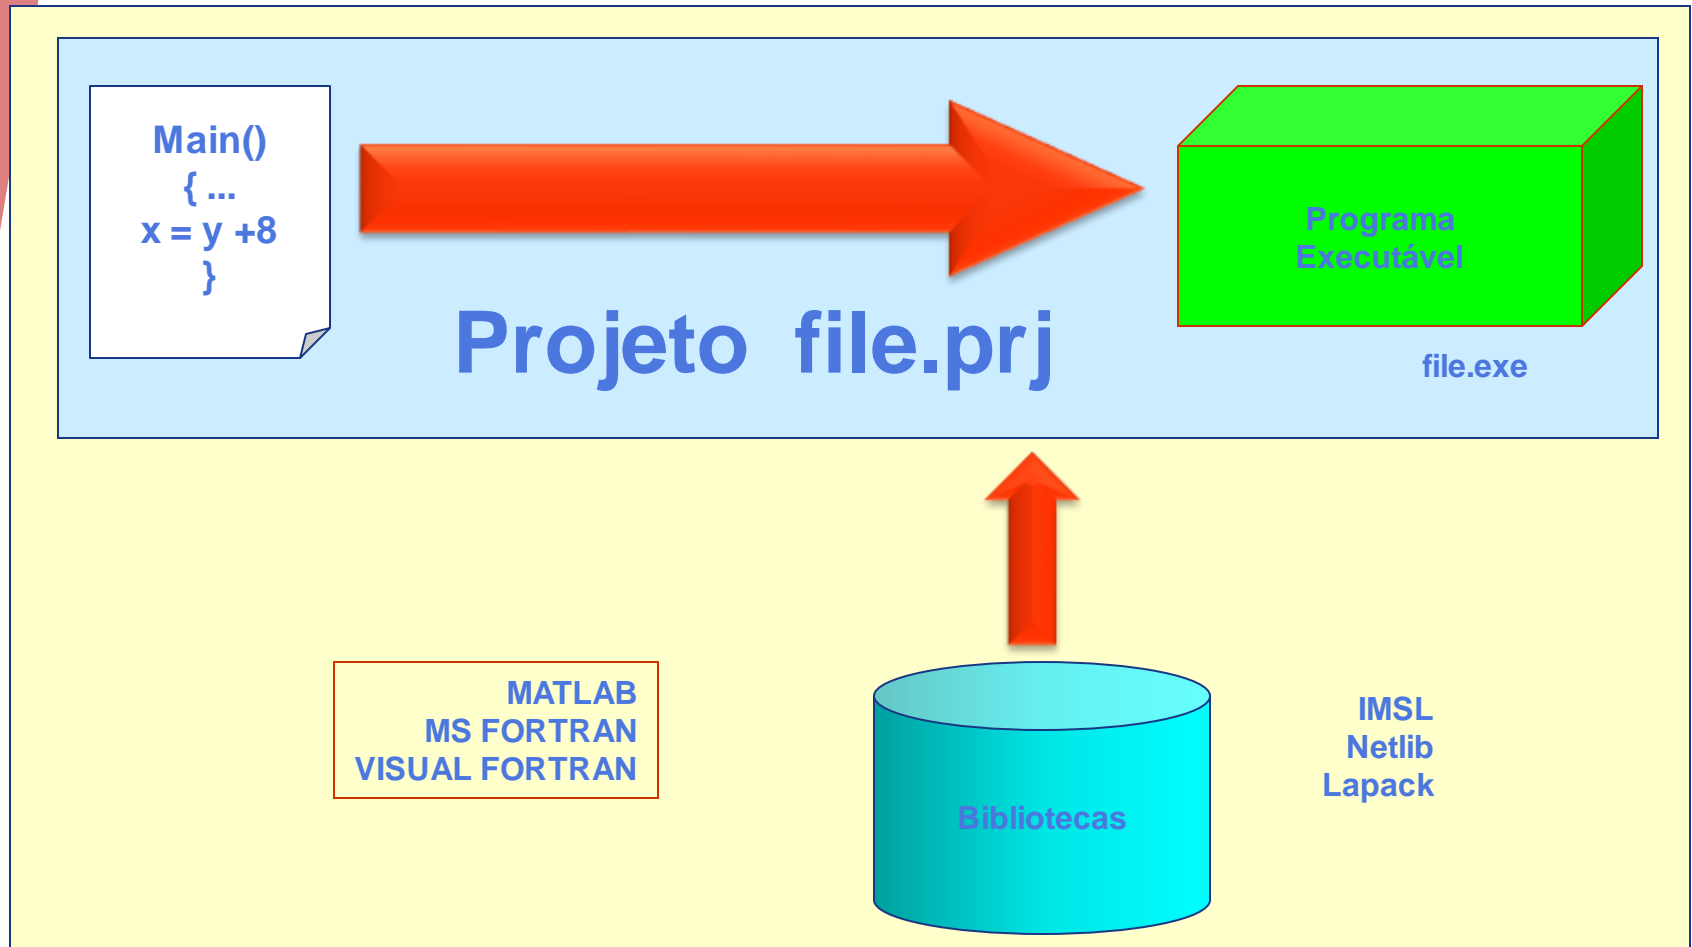 Main()
{ ...
x = y +8
}
Projeto file.prj
Programa
Executável
file.exe
MATLAB
MS FORTRAN
VISUAL FORTRAN
Bibliotecas
IMSL
Netlib
Lapack